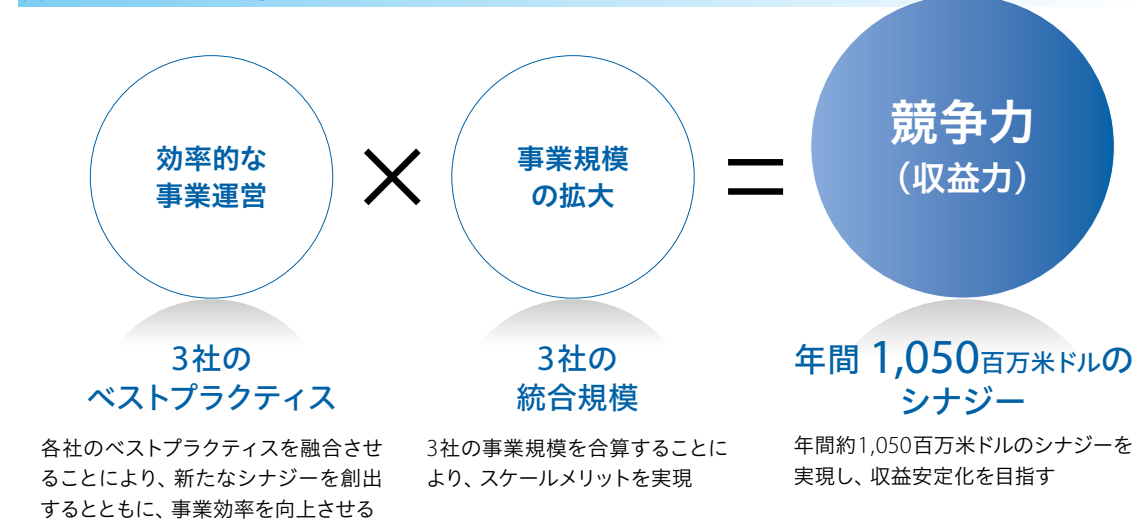 効率的な
事業運営
×
事業規模
の拡大
=
競争力
（収益力）
3社の
ベストプラクティス
各社のベストプラクティスを融合させ
ることにより、新たなシナジーを創出
するとともに、事業効率を向上させる
3社の
統合規模
3社の事業規模を合算することに
より、スケールメリットを実現
年間 1,050百万米ドルの
シナジー
年間約1,050百万米ドルのシナジーを
実現し、収益安定化を目指す